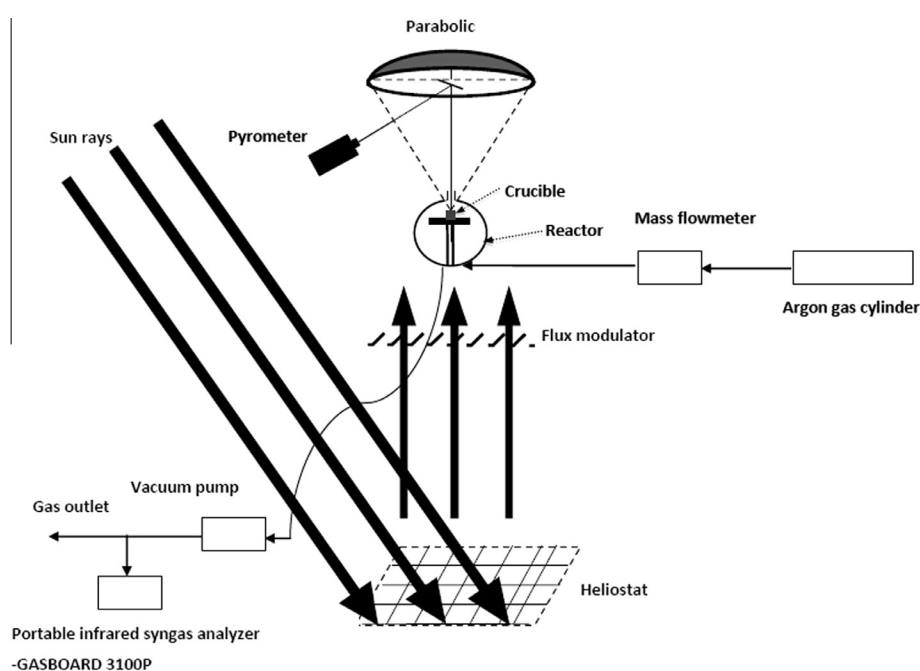 Parabolic
Sun rays
Pyrometer
Crucible
Reactor
Mass flowmeter
Argon gas cylinder
Flux modulator
Vacuum pump
Gas outlet
Heliostat
Portable infrared syngas analyzer
-GASBOARD 3100P